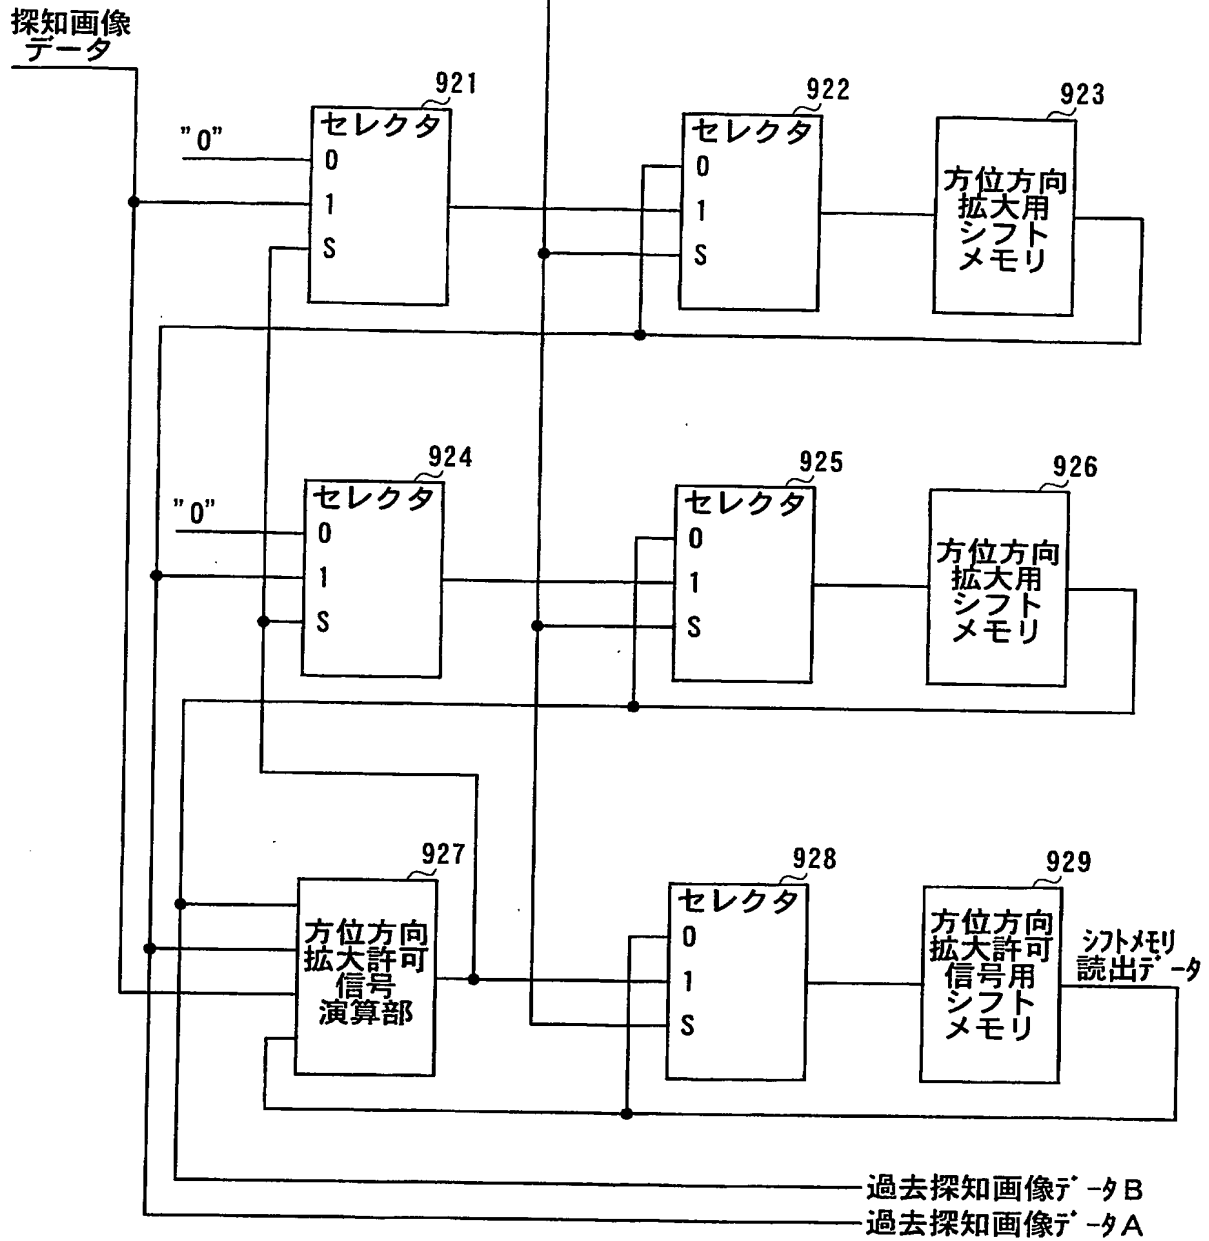 探知画像
データ
921
セレクタ
"0"
0
1
S
922
セレクタ
0
1
S
923
方位方向
拡大用
シフト
メモリ
924
セレクタ
"0"
0
1
S
925
セレクタ
0
1
S
926
方位方向
拡大用
シフト
メモリ
927
方位方向
拡大許可
信号
演算部
928
セレクタ
0
1
S
929
方位方向
拡大許可
信号用
シフト
メモリ
シフトメモリ
読出データ
過去探知画像データB
過去探知画像データA